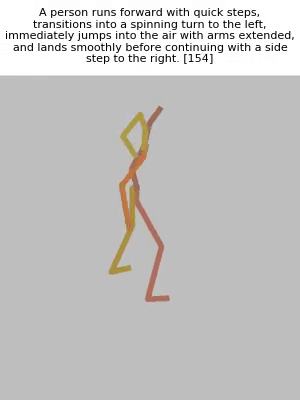 A person runs forward with quick steps,
transitions into a spinning turn to the left,
immediately jumps into the air with arms extended,
and lands smoothly before continuing with a side
step to the right. [154]